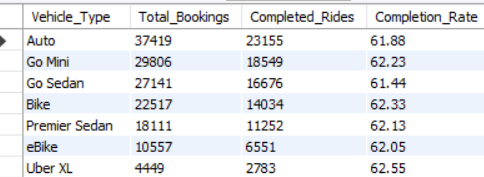 Vehicle_Type Total_Bookings Completed_Rides Completion_Rate
Auto 37419 23155 61.88
Go Mini 29806 18549 62.23
Go Sedan 27141 16676 61.44
Bike 22517 14034 62.33
Premier Sedan 18111 11252 62.13
eBike 10557 6551 62.05
Uber XL 4449 2783 62.55